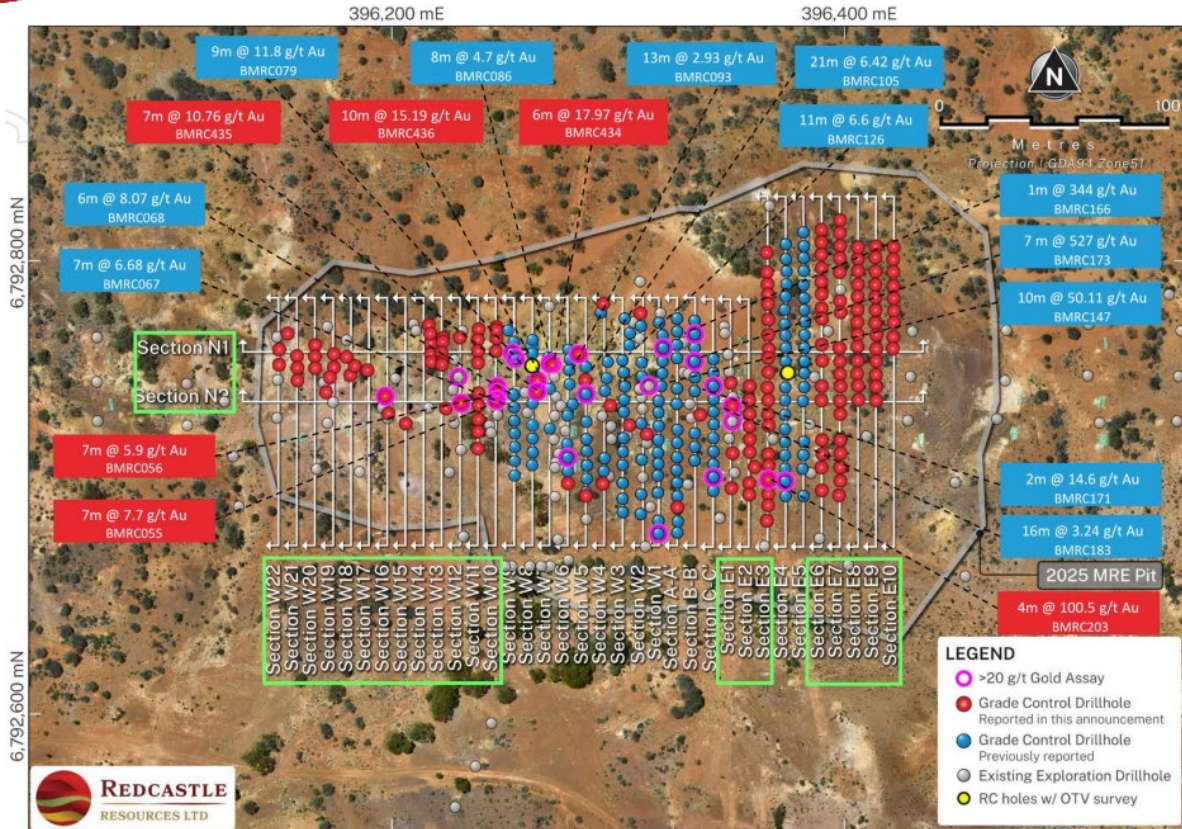 396,200 mE
396,400 mE
9m @ 11.8 g/t Au
BMRC079
8m @ 4.7 g/t Au
BMRC086
13m @ 2.93 g/t Au
BMRC093
21m @ 6.42 g/t Au
BMRC105
7m @ 10.76 g/t Au
BMRC435
10m @ 15.19 g/t Au
BMRC436
6m @ 17.97 g/t Au
BMRC434
11m @ 6.6 g/t Au
BMRC126
N
0
100
Metres
Projection | GDA94 Zone51
6m @ 8.07 g/t Au
BMRC068
1m @ 344 g/t Au
BMRC166
7m @ 6.68 g/t Au
BMRC067
7 m @ 527 g/t Au
BMRC173
10m @ 50.11 g/t Au
BMRC147
6,792,800 mN
Section N1
Section N2
7m @ 5.9 g/t Au
BMRC056
2m @ 14.6 g/t Au
BMRC171
7m @ 7.7 g/t Au
BMRC055
16m @ 3.24 g/t Au
BMRC183
2025 MRE Pit
4m @ 100.5 g/t Au
BMRC203
Section W22
Section W21
Section W20
Section W19
Section W18
Section W17
Section W16
Section W15
Section W14
Section W13
Section W12
Section W11
Section W10
Section W9
Section W8
Section W5
Section W4
Section W3
Section W2
Section W1
Section A-A'
Section B-B'
Section C-C'
Section E1
Section E2
Section E3
Section E4
Section E5
Section E6
Section E7
Section E8
Section E9
Section E10
6,792,600 mN
LEGEND
>20 g/t Gold Assay
Grade Control Drillhole
Reported in this announcement
Grade Control Drillhole
Previously reported
Existing Exploration Drillhole
RC holes w/ OTV survey
REDCASTLE
RESOURCES LTD